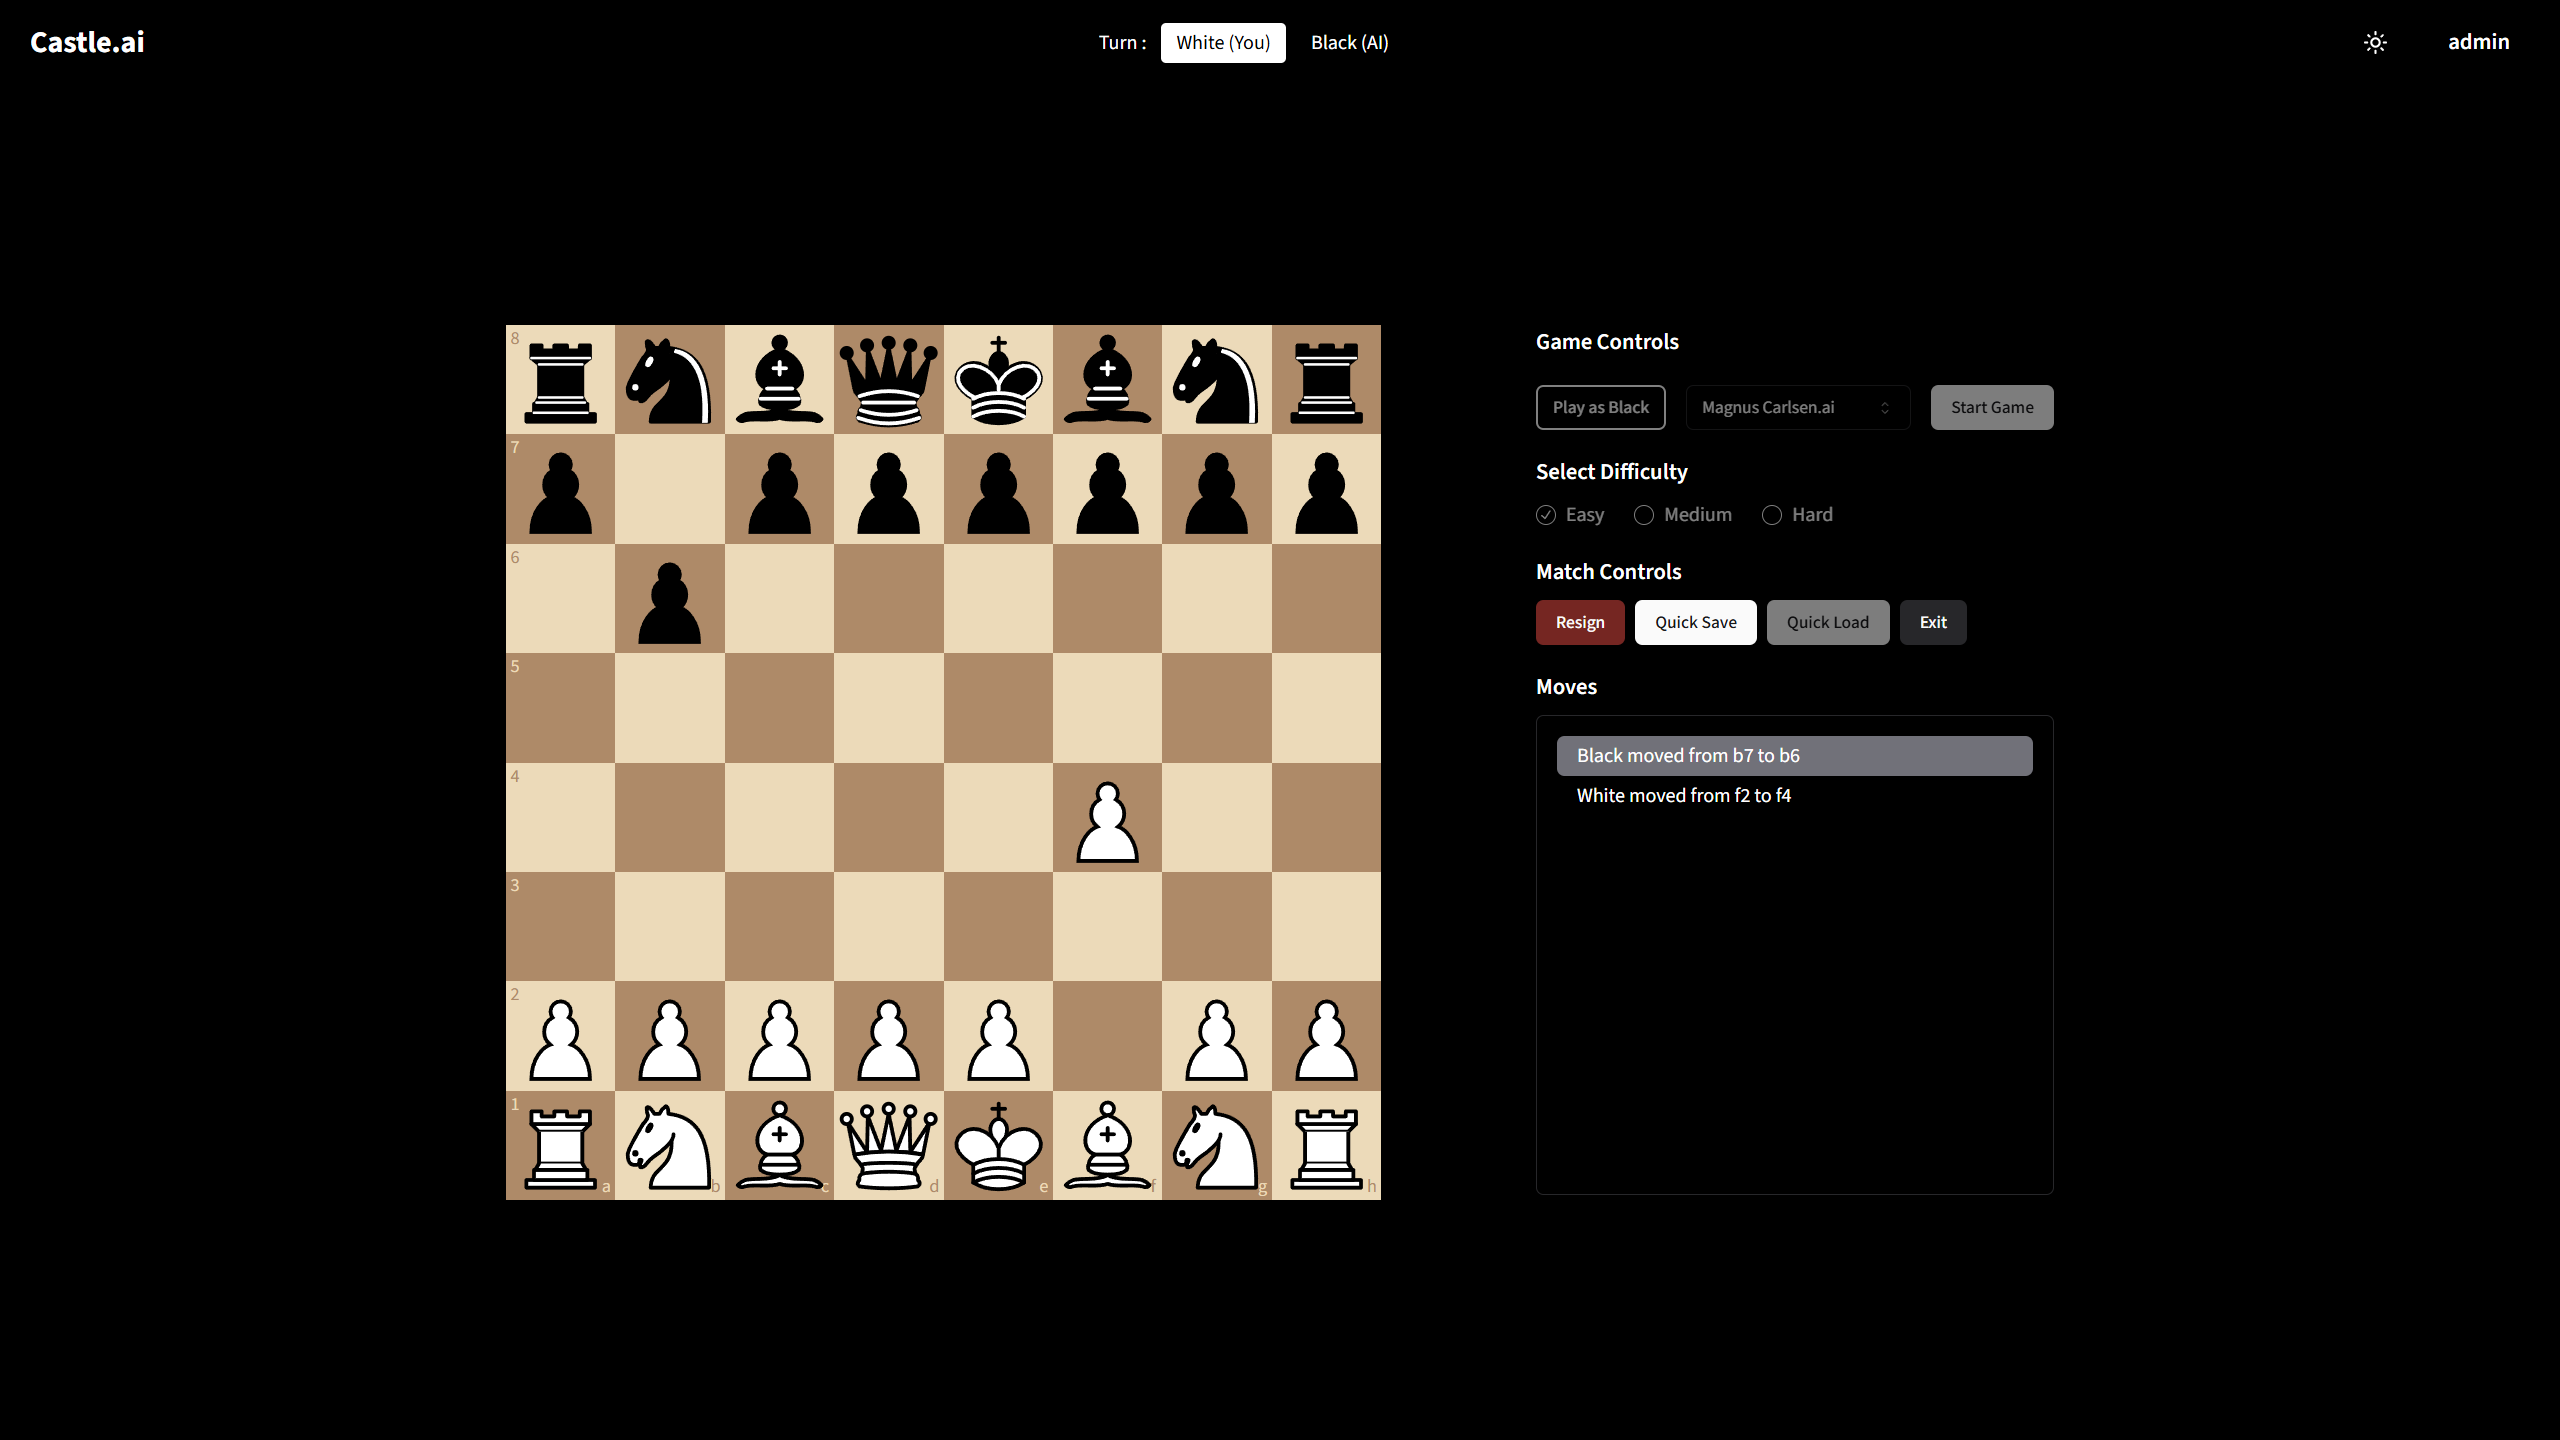 Castle.ai
Turn : White (You) Black (AI)
admin
8
7
6
5
4
3
2
1
a b c d e f g h
Game Controls
Play as Black Magnus Carlsen.ai Start Game
Select Difficulty
Easy Medium Hard
Match Controls
Resign Quick Save Quick Load Exit
Moves
Black moved from b7 to b6
White moved from f2 to f4